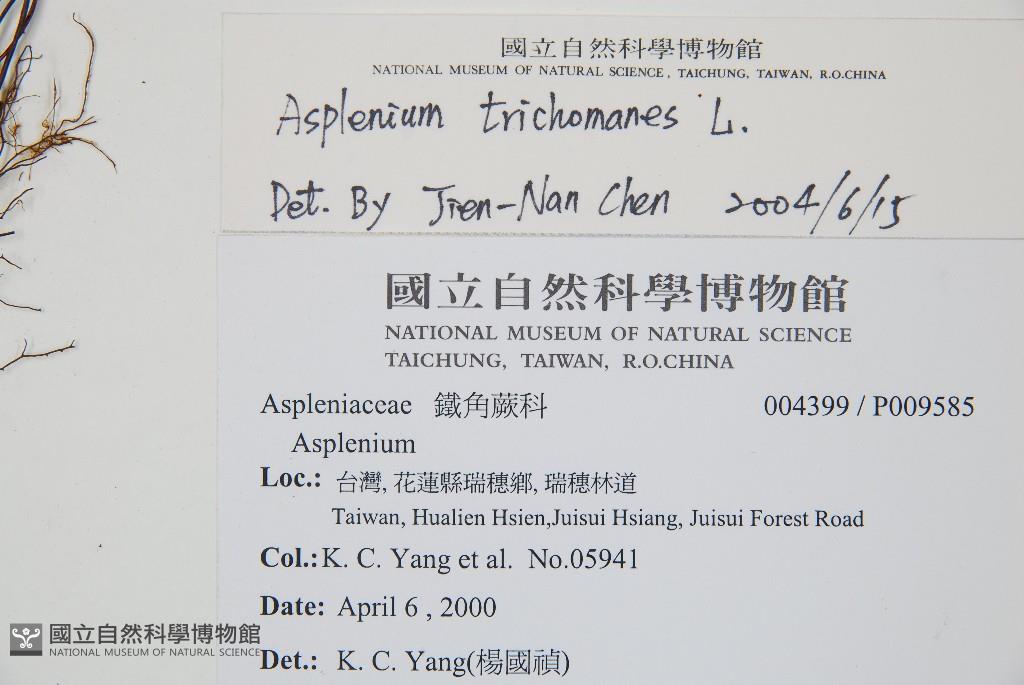 國立自然科學博物館
NATIONAL MUSEUM OF NATURAL SCIENCE, TAICHUNG, TAIWAN, R.O.CHINA
Asplenium trichomanes L.
Det. By Jien-Nan Chen 2004/6/15
國立自然科學博物館
NATIONAL MUSEUM OF NATURAL SCIENCE
TAICHUNG, TAIWAN, R.O.CHINA
Aspleniaceae 鐵角蕨科 004399 / P009585
Asplenium
Loc.: 台灣, 花蓮縣瑞穗鄉, 瑞穗林道
Taiwan, Hualien Hsien,Juisui Hsiang, Juisui Forest Road
Col.: K. C. Yang et al. No.05941
Date: April 6 , 2000
Det.: K. C. Yang(楊國禎)
國立自然科學博物館
NATIONAL MUSEUM OF NATURAL SCIENCE